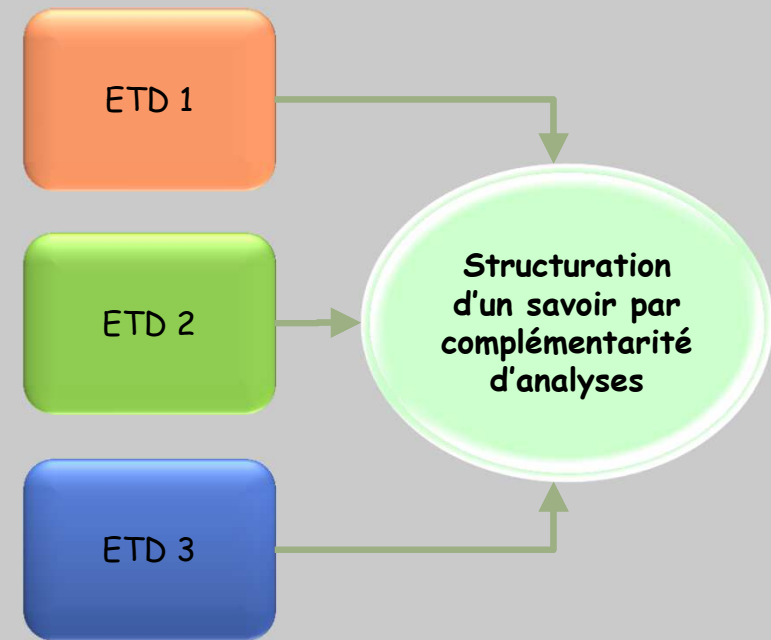 ETD 1
ETD 2
ETD 3
Structuration
d'un savoir par
complémentarité
d'analyses